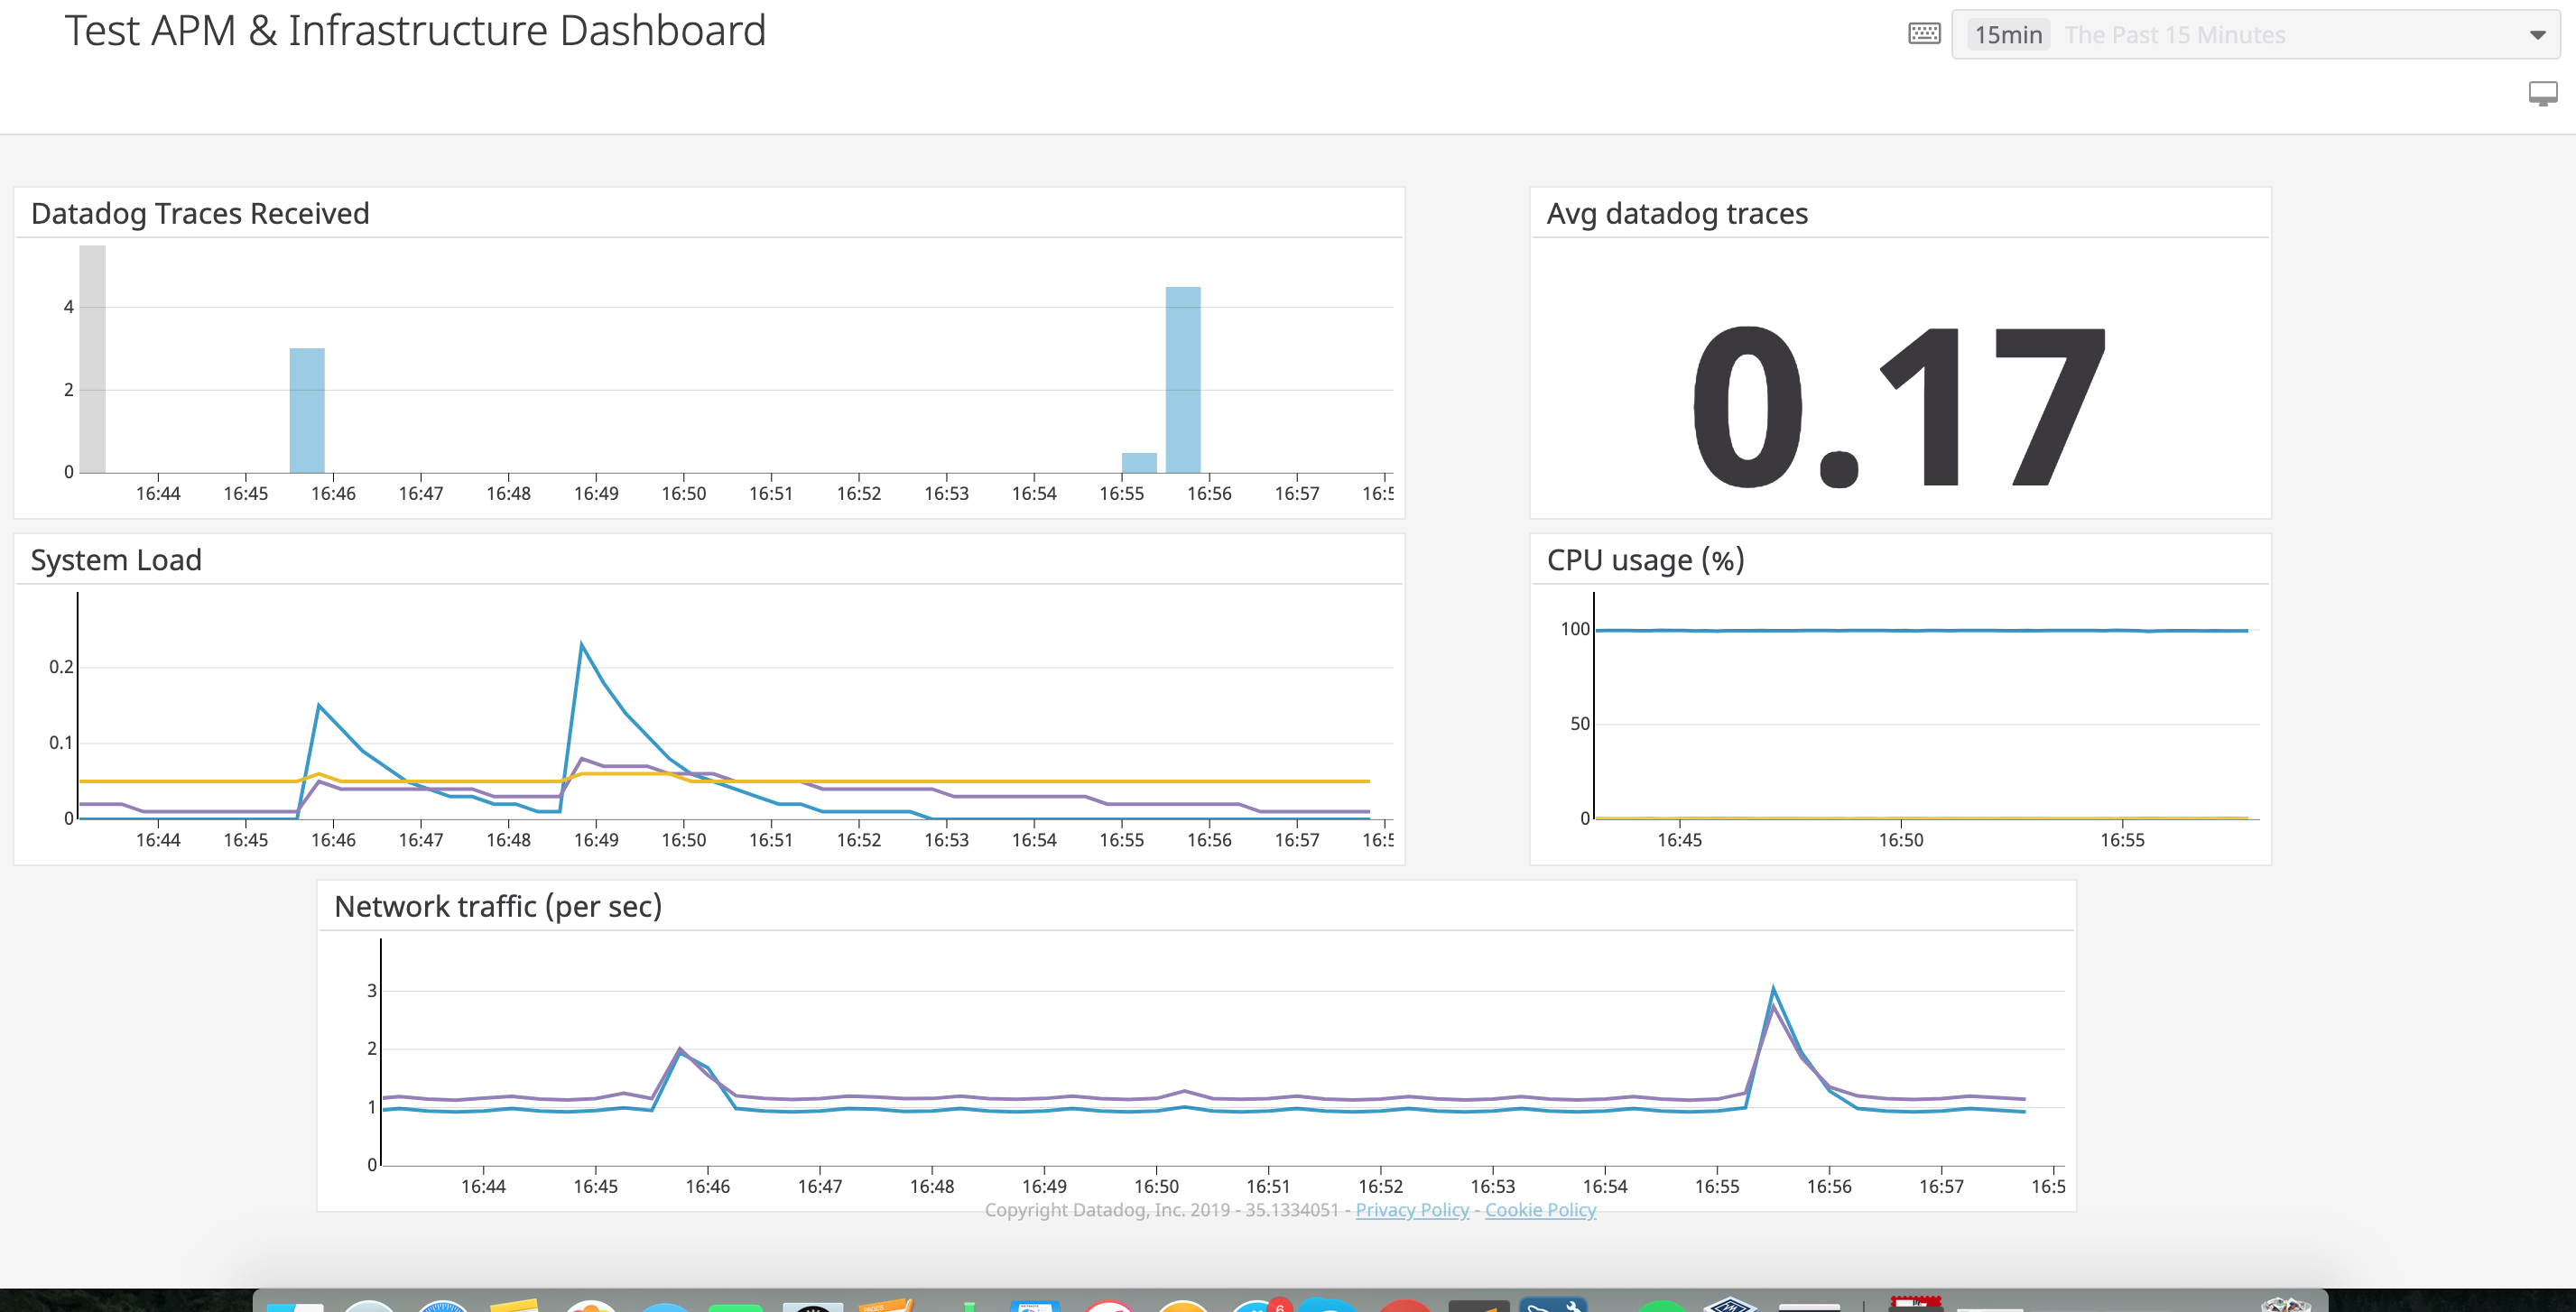 Test APM & Infrastructure Dashboard
15min The Past 15 Minutes
Datadog Traces Received
4
2
0
16:44 16:45 16:46 16:47 16:48 16:49 16:50 16:51 16:52 16:53 16:54 16:55 16:56 16:57 16:5
Avg datadog traces
0.17
System Load
0.2
0.1
0
16:44 16:45 16:46 16:47 16:48 16:49 16:50 16:51 16:52 16:53 16:54 16:55 16:56 16:57 16:5
CPU usage (%)
100
50
0
16:45 16:50 16:55
Network traffic (per sec)
3
2
1
0
16:44 16:45 16:46 16:47 16:48 16:49 16:50 16:51 16:52 16:53 16:54 16:55 16:56 16:57 16:5
Copyright Datadog, Inc. 2019 - 35.1334051 - Privacy Policy - Cookie Policy
PAGES
6